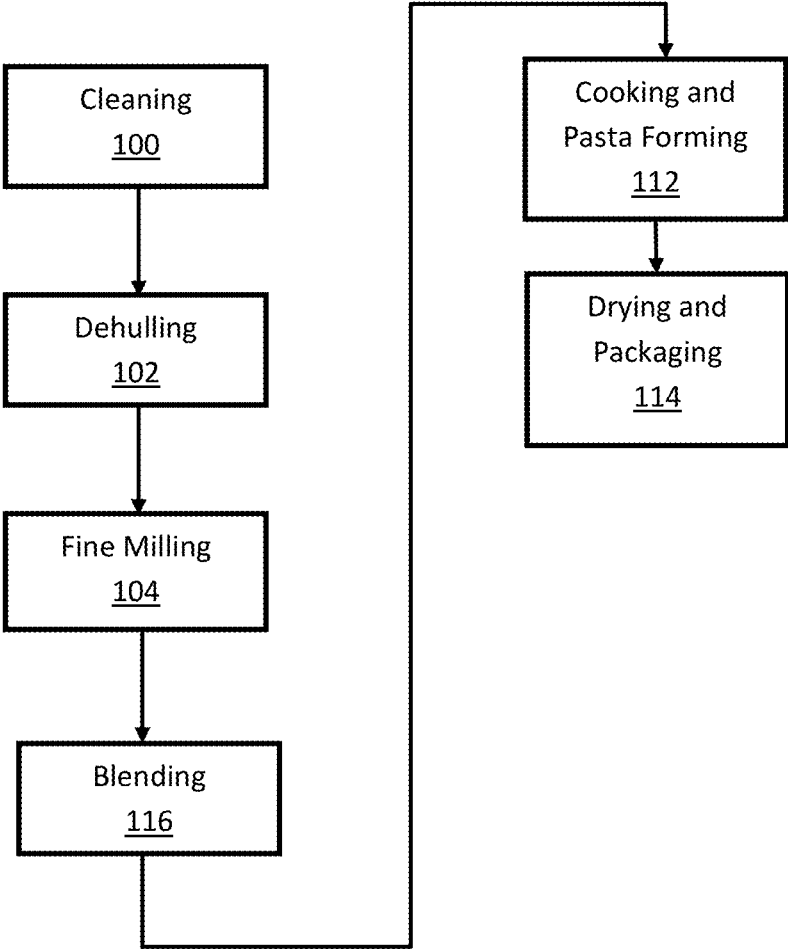 Cleaning
100
Dehulling
102
Fine Milling
104
Blending
116
Cooking and
Pasta Forming
112
Drying and
Packaging
114